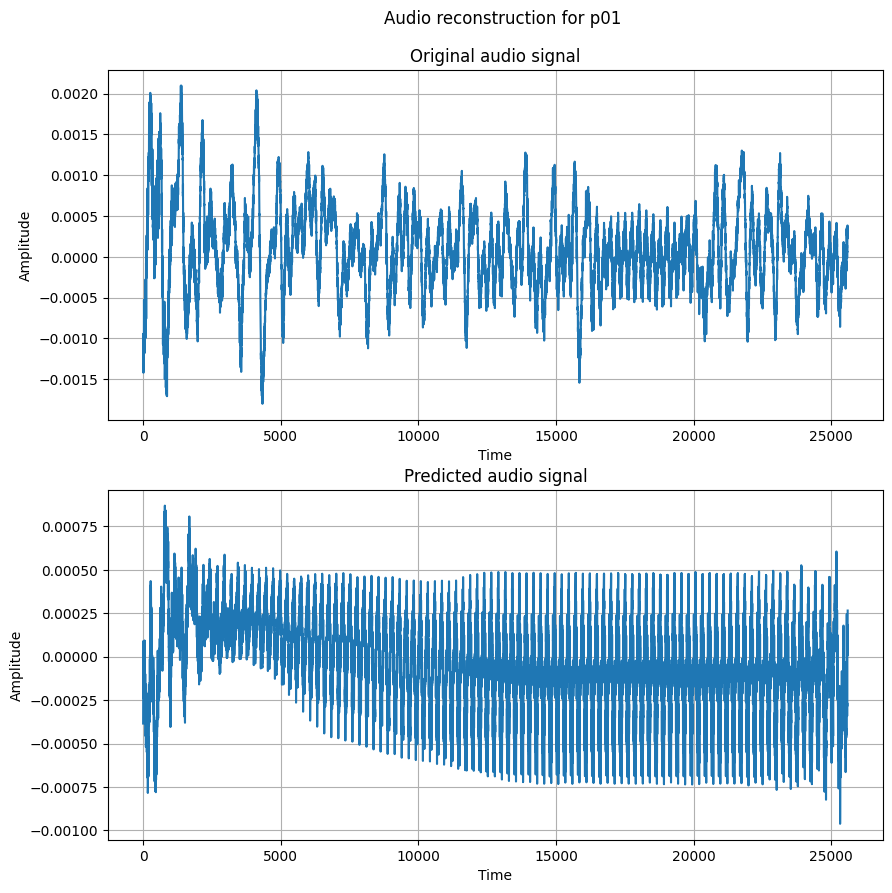 Audio reconstruction for p01
Original audio signal
0.0020
0.0015
0.0010
0.0005
0.0000
−0.0005
−0.0010
−0.0015
Amplitude
0 5000 10000 15000 20000 25000
Time
Predicted audio signal
0.00075
0.00050
0.00025
0.00000
−0.00025
−0.00050
−0.00075
−0.00100
Amplitude
0 5000 10000 15000 20000 25000
Time